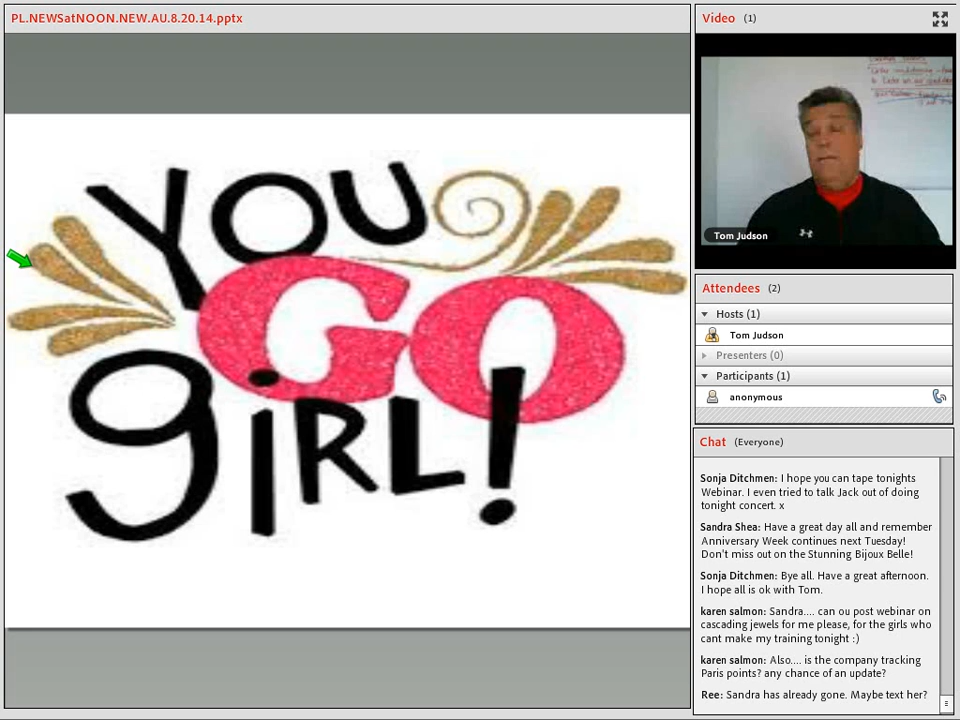 PL.NEWSatNOON.NEW.AU.8.20.14.pptx
YOU
GO
giRL!
Video (1)
Tom Judson
Attendees (2)
Hosts (1)
Tom Judson
Presenters (0)
Participants (1)
anonymous
Chat (Everyone)
Sonja Ditchmen: I hope you can tape tonights
Webinar. I even tried to talk Jack out of doing
tonight concert. x
Sandra Shea: Have a great day all and remember
Anniversary Week continues next Tuesday!
Don't miss out on the Stunning Bijoux Belle!
Sonja Ditchmen: Bye all. Have a great afternoon.
I hope all is ok with Tom.
karen salmon: Sandra.... can ou post webinar on
cascading jewels for me please, for the girls who
cant make my training tonight :)
karen salmon: Also.... is the company tracking
Paris points? any chance of an update?
Ree: Sandra has already gone. Maybe text her?